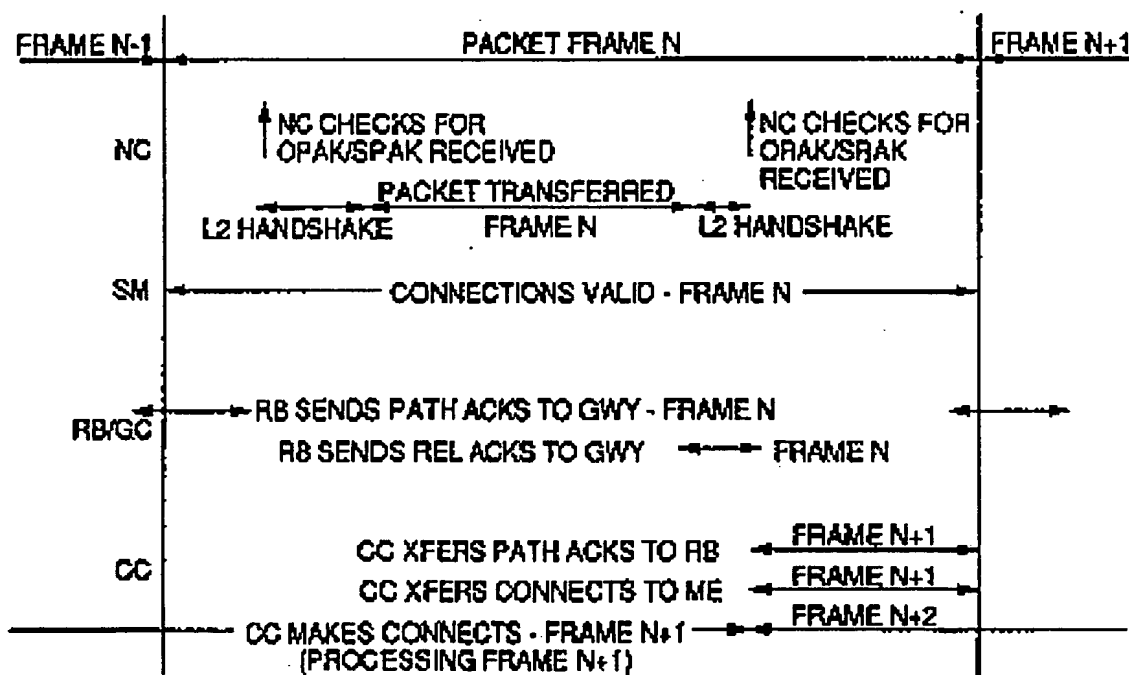 FRAME N-1 PACKET FRAME N FRAME N+1
NC
NC CHECKS FOR
OPAK/SPAK RECEIVED
NC CHECKS FOR
ORAK/SRAK
RECEIVED
PACKET TRANSFERRED
L2 HANDSHAKE FRAME N L2 HANDSHAKE
SM CONNECTIONS VALID - FRAME N
RB/GC
RB SENDS PATH ACKS TO GWY - FRAME N
RB SENDS REL ACKS TO GWY FRAME N
CC
CC XFERS PATH ACKS TO RB FRAME N+1
CC XFERS CONNECTS TO ME FRAME N+1
CC MAKES CONNECTS - FRAME N+1 FRAME N+2
(PROCESSING FRAME N+1)